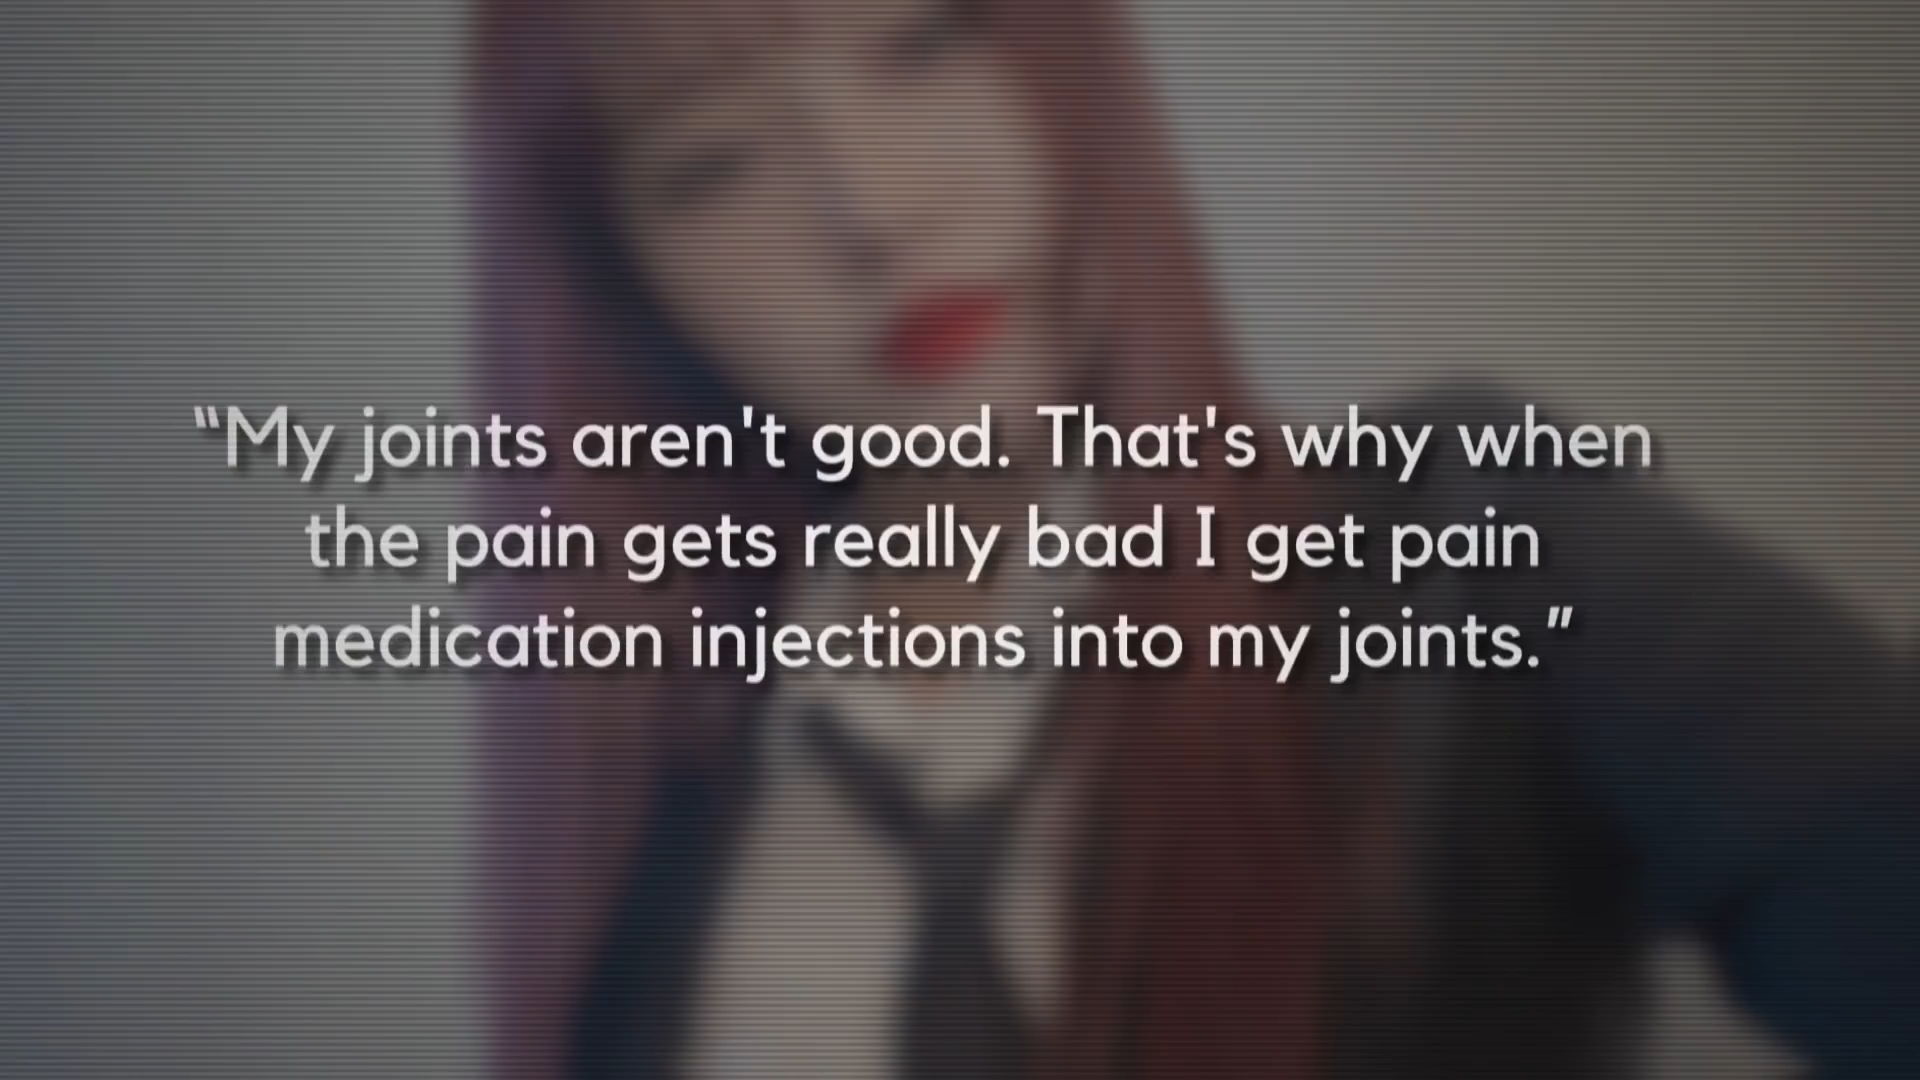 "My joints aren't good. That's why when
the pain gets really bad I get pain
medication injections into my joints."